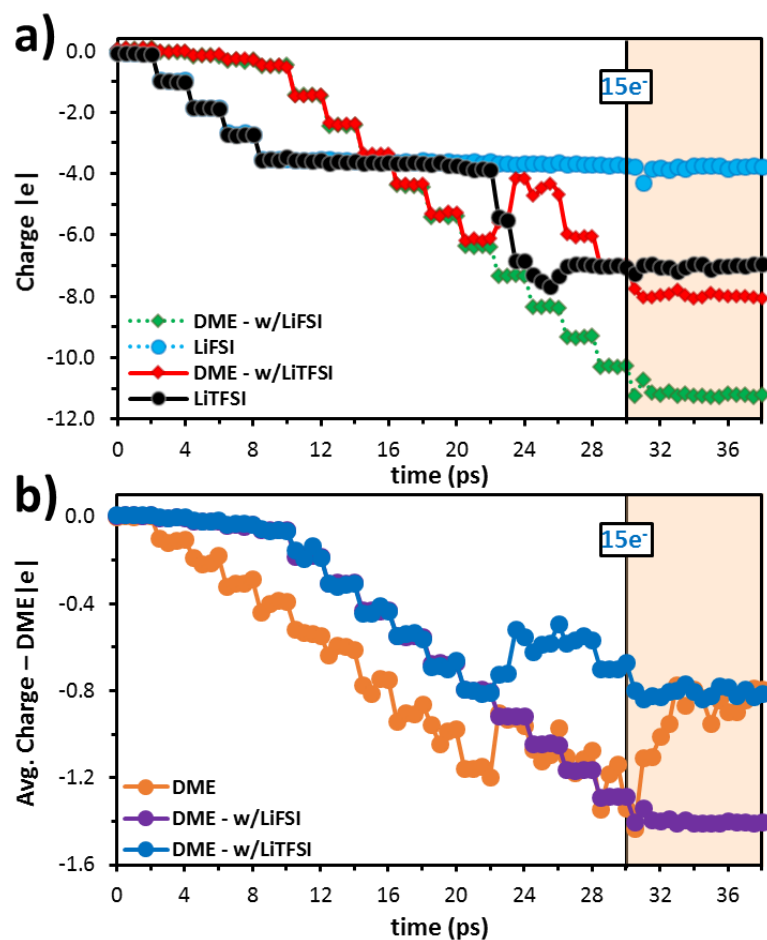 a)
0.0
-2.0
-4.0
-6.0
-8.0
-10.0
-12.0
Charge |e|
15e-
DME - w/LiFSI
LiFSI
DME - w/LiTFSI
LiTFSI
0 4 8 12 16 20 24 28 32 36
time (ps)
b)
0.0
-0.4
-0.8
-1.2
-1.6
Avg. Charge – DME|e|
15e-
DME
DME - w/LiFSI
DME - w/LiTFSI
0 4 8 12 16 20 24 28 32 36
time (ps)